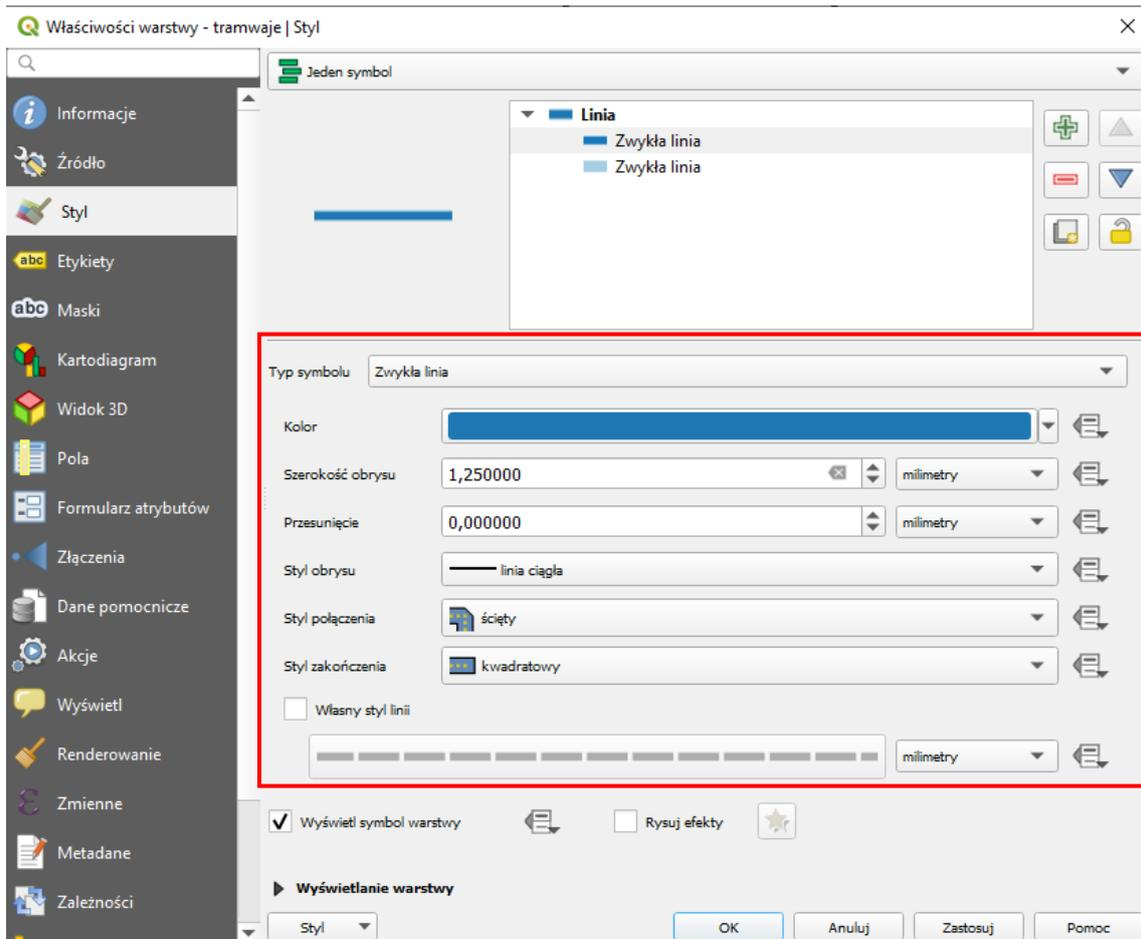 Właściwości warstwy - tramwaje | Styl
Jeden symbol
Informacje
Źródło
Styl
abc Etykiety
abc Maski
Kartodiagram
Widok 3D
Pola
Formularz atrybutów
Złączenia
Dane pomocnicze
Akcje
Wyświetl
Renderowanie
Zmienne
Metadane
Zależności
Linia
Zwykła linia
Zwykła linia
Typ symbolu Zwykła linia
Kolor
Szerokość obrysu 1,250000 milimetry
Przesunięcie 0,000000 milimetry
Styl obrysu linia ciągła
Styl połączenia ścięty
Styl zakończenia kwadratowy
Własny styl linii
milimetry
Wyświetl symbol warstwy Rysuj efekty
Wyświetlanie warstwy
Styl OK Anuluj Zastosuj Pomoc